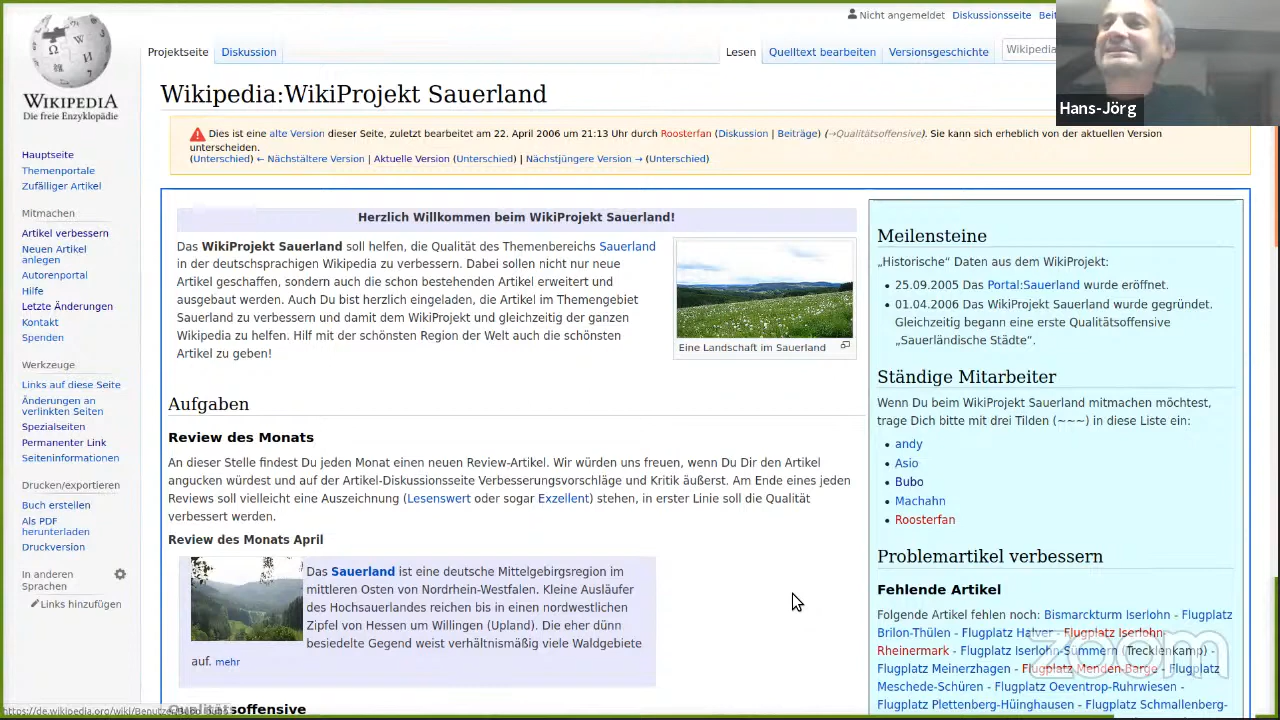 WIKIPEDIA
Die freie Enzyklopädie
Hauptseite
Themenportale
Zufälliger Artikel
Mitmachen
Artikel verbessern
Neuen Artikel
anlegen
Autorenportal
Hilfe
Letzte Änderungen
Kontakt
Spenden
Werkzeuge
Links auf diese Seite
Änderungen an
verlinkten Seiten
Spezialseiten
Permanenter Link
Seiteninformationen
Drucken/exportieren
Buch erstellen
Als PDF
herunterladen
Druckversion
In anderen
Sprachen
Links hinzufügen
Nicht angemeldet Diskussionsseite
Projektseite Diskussion
Lesen Quelltext bearbeiten Versionsgeschichte
Hans-Jörg
Wikipedia:WikiProjekt Sauerland
Dies ist eine alte Version dieser Seite, zuletzt bearbeitet am 22. April 2006 um 21:13 Uhr durch Roosterfan (Diskussion | Beiträge) (→Qualitätsoffensive). Sie kann sich erheblich von der aktuellen Version
unterscheiden.
(Unterschied) ← Nächstältere Version | Aktuelle Version (Unterschied) | Nächstjüngere Version → (Unterschied)
Herzlich Willkommen beim WikiProjekt Sauerland!
Das WikiProjekt Sauerland soll helfen, die Qualität des Themenbereichs Sauerland
in der deutschsprachigen Wikipedia zu verbessern. Dabei sollen nicht nur neue
Artikel geschaffen, sondern auch die schon bestehenden Artikel erweitert und
ausgebaut werden. Auch Du bist herzlich eingeladen, die Artikel im Themengebiet
Sauerland zu verbessern und damit dem WikiProjekt und gleichzeitig der ganzen
Wikipedia zu helfen. Hilf mit der schönsten Region der Welt auch die schönsten
Artikel zu geben!
Eine Landschaft im Sauerland
Aufgaben
Review des Monats
An dieser Stelle findest Du jeden Monat einen neuen Review-Artikel. Wir würden uns freuen, wenn Du Dir den Artikel
angucken würdest und auf der Artikel-Diskussionsseite Verbesserungsvorschläge und Kritik äußerst. Am Ende eines jeden
Reviews soll vielleicht eine Auszeichnung (Lesenswert oder sogar Exzellent) stehen, in erster Linie soll die Qualität
verbessert werden.
Review des Monats April
Das Sauerland ist eine deutsche Mittelgebirgsregion im
mittleren Osten von Nordrhein-Westfalen. Kleine Ausläufer
des Hochsauerlandes reichen bis in einen nordwestlichen
Zipfel von Hessen um Willingen (Upland). Die eher dünn
besiedelte Gegend weist verhältnismäßig viele Waldgebiete
auf. mehr
Qualitätsoffensive
Meilensteine
„Historische“ Daten aus dem WikiProjekt:
• 25.09.2005 Das Portal:Sauerland wurde eröffnet.
• 01.04.2006 Das WikiProjekt Sauerland wurde gegründet.
Gleichzeitig begann eine erste Qualitätsoffensive
„Sauerländische Städte“.
Ständige Mitarbeiter
Wenn Du beim WikiProjekt Sauerland mitmachen möchtest,
trage Dich bitte mit drei Tilden (~~~) in diese Liste ein:
• andy
• Asio
• Bubo
• Machahn
• Roosterfan
Problemartikel verbessern
Fehlende Artikel
Folgende Artikel fehlen noch: Bismarckturm Iserlohn - Flugplatz
Brilon-Thülen - Flugplatz Halver - Flugplatz Iserlohn-
Rheinermark - Flugplatz Iserlohn-Sümmern (Trecklenkamp) -
Flugplatz Meinerzhagen - Flugplatz Menden-Barge - Flugplatz
Meschede-Schüren - Flugplatz Oeventrop-Ruhrwiesen -
Flugplatz Plettenberg-Hüinghausen - Flugplatz Schmallenberg-
zoom